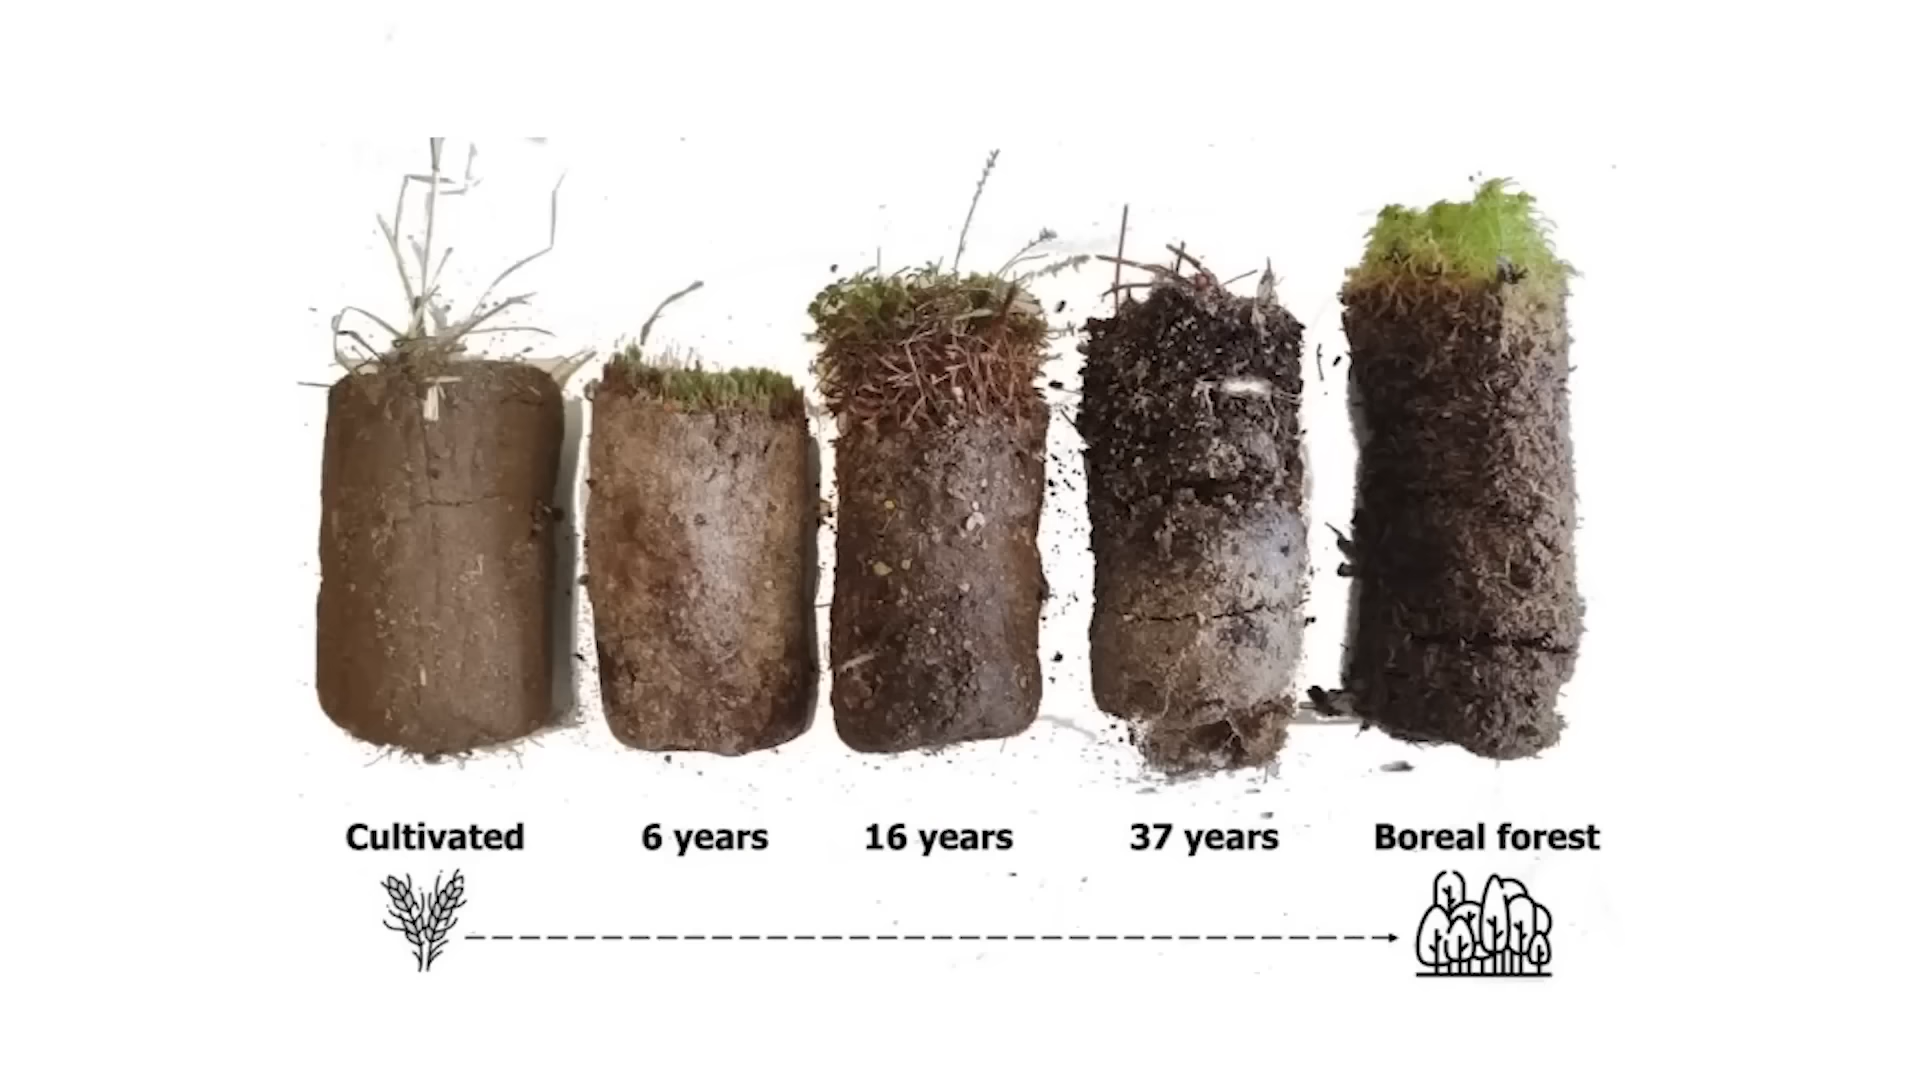 Cultivated
6 years
16 years
37 years
Boreal forest